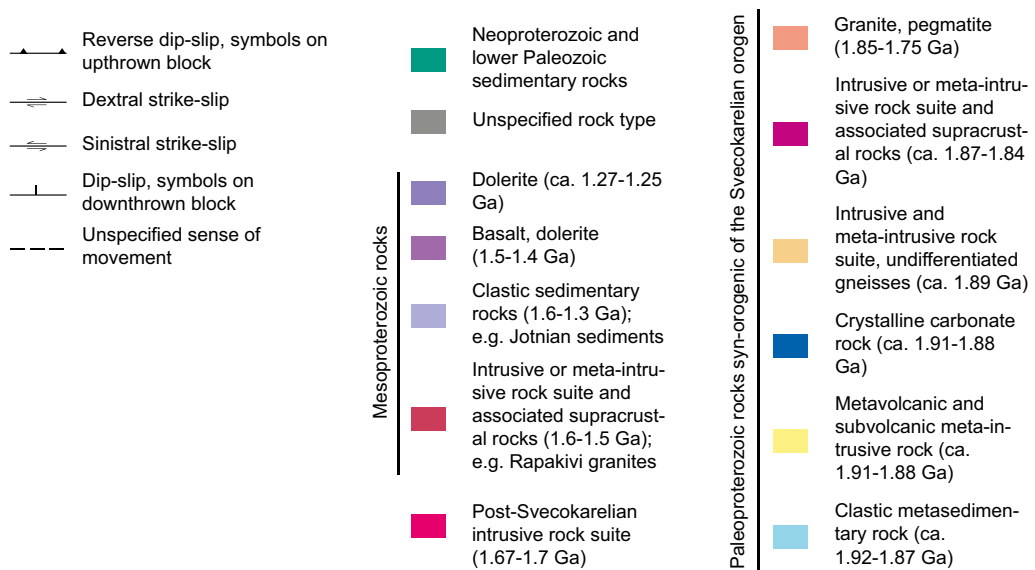 Reverse dip-slip, symbols on
upthrown block
Dextral strike-slip
Sinistral strike-slip
Dip-slip, symbols on
downthrown block
Unspecified sense of
movement
Neoproterozoic and
lower Paleozoic
sedimentary rocks
Unspecified rock type
Mesoproterozoic rocks
Dolerite (ca. 1.27-1.25
Ga)
Basalt, dolerite
(1.5-1.4 Ga)
Clastic sedimentary
rocks (1.6-1.3 Ga);
e.g. Jotnian sediments
Intrusive or meta-intru-
sive rock suite and
associated supracrust-
al rocks (1.6-1.5 Ga);
e.g. Rapakivi granites
Post-Svecokarelian
intrusive rock suite
(1.67-1.7 Ga)
Paleoproterozoic rocks syn-orogenic of the Svecokarelian orogen
Granite, pegmatite
(1.85-1.75 Ga)
Intrusive or meta-intru-
sive rock suite and
associated supracrust-
al rocks (ca. 1.87-1.84
Ga)
Intrusive and
meta-intrusive rock
suite, undifferentiated
gneisses (ca. 1.89 Ga)
Crystalline carbonate
rock (ca. 1.91-1.88
Ga)
Metavolcanic and
subvolcanic meta-in-
trusive rock (ca.
1.91-1.88 Ga)
Clastic metasedimen-
tary rock (ca.
1.92-1.87 Ga)